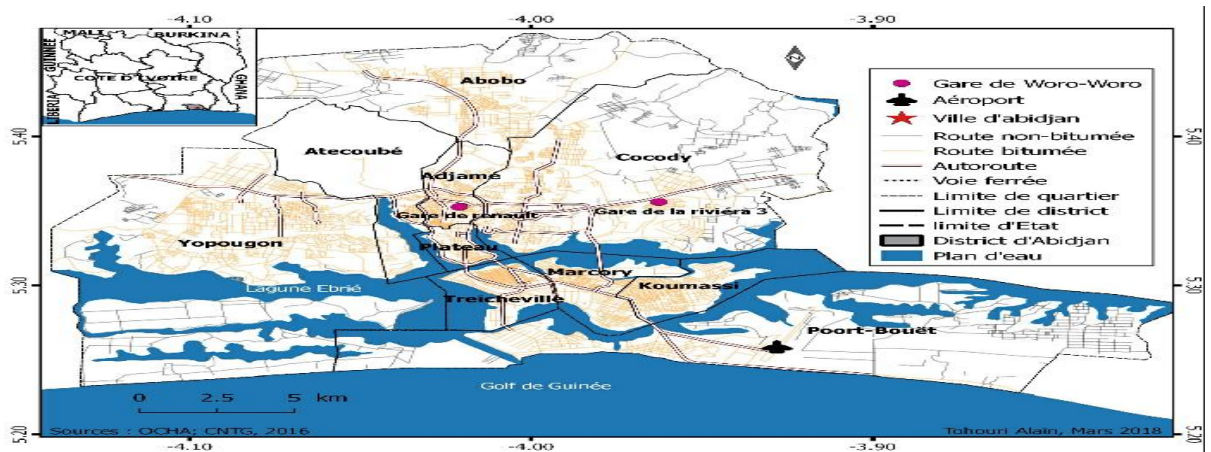 -4.10
-4.00
-3.90
MALI
BURKINA
GUINNEE
COTE D'IVOIRE
GHANA
LIBERIA
5.40
5.40
5.30
5.30
5.20
5.20
Abobo
Atecoubé
Cocody
Adjamé
Gare de renault
Gare de la riviéra 3
Yopougon
Plateau
Marcory
Lagune Ebrié
Treicheville
Koumassi
Poort-Bouët
Golf de Guinée
Gare de Woro-Woro
Aéroport
Ville d'abidjan
Route non-bitumée
Route bitumée
Autoroute
Voie ferrée
Limite de quartier
Limite de district
limite d'Etat
District d'Abidjan
Plan d'eau
0 2.5 5 km
Sources : OCHA; CNTG, 2016
Tohouri Alain, Mars 2018
-4.10
-4.00
-3.90